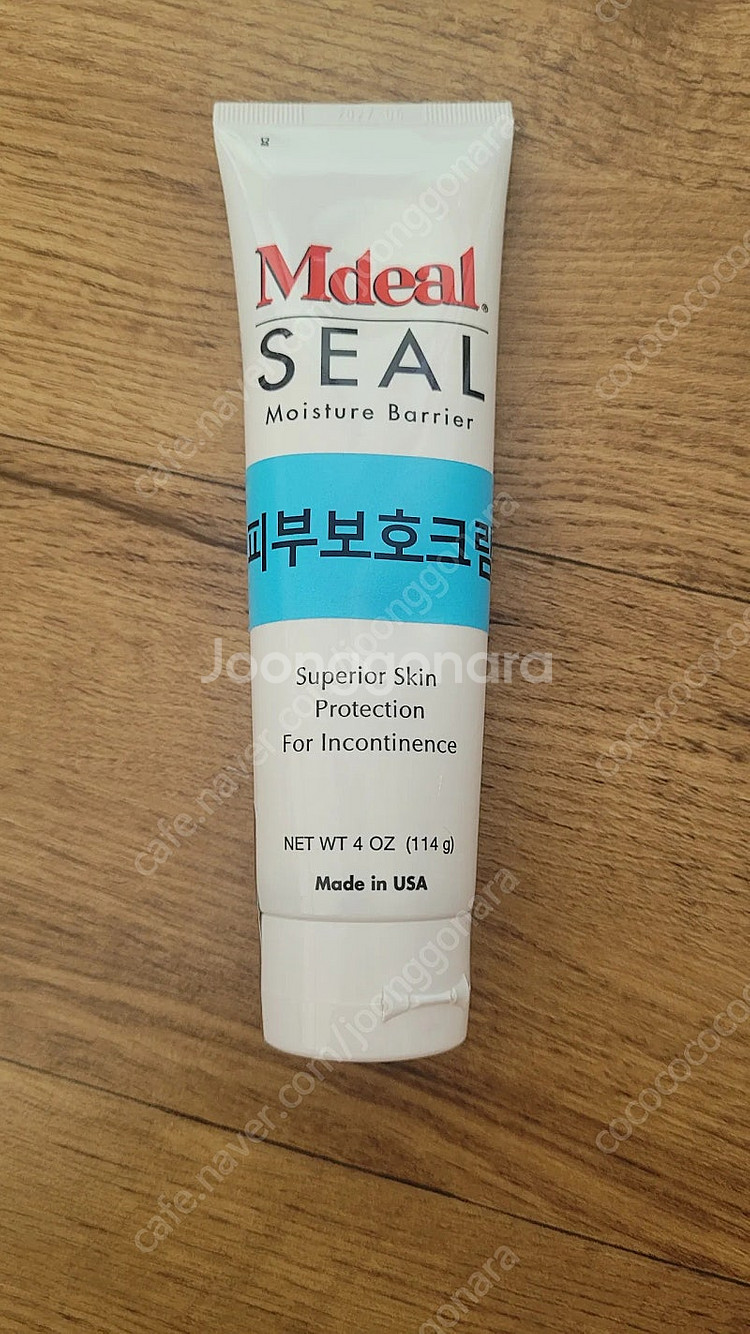 Mdeal®
SEAL
Moisture Barrier
피부보호크림
Superior Skin
Protection
For Incontinence
NET WT 4 OZ (114 g)
Made in USA
Joonggonara
cafe.naver.com/joonggonara